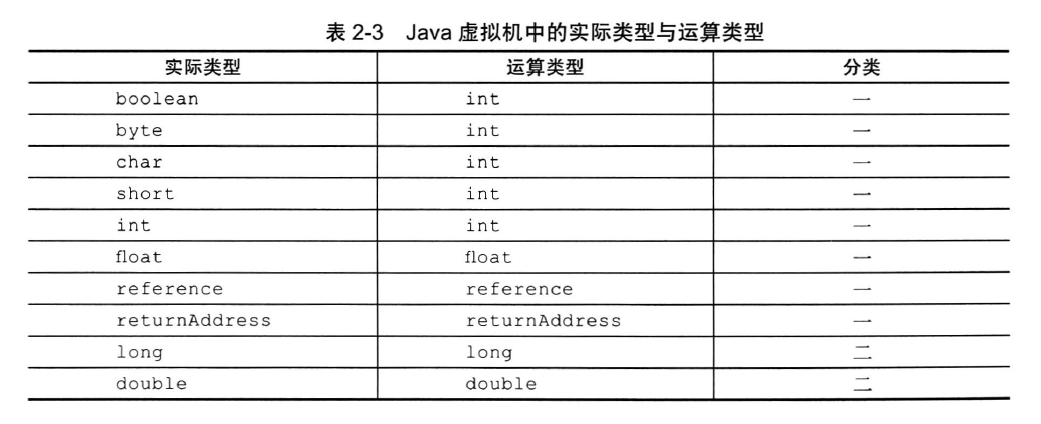 表 2-3 Java 虚拟机中的实际类型与运算类型
实际类型 运算类型 分类
boolean int 一
byte int 一
char int 一
short int 一
int int 一
float float 一
reference reference 一
returnAddress returnAddress 一
long long 二
double double 二